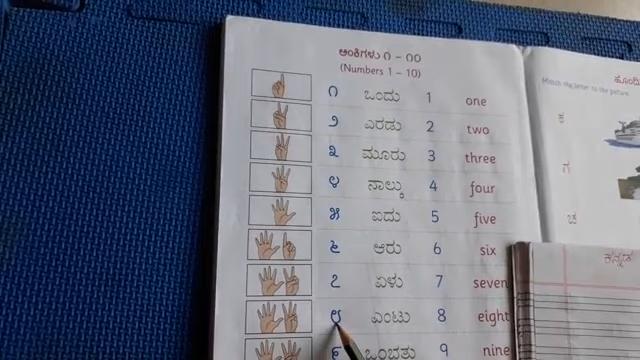 ಅಂಕಿಗಳು ೧ – ೧೦
(Numbers 1 – 10)
೧ ಒಂದು 1 one
೨ ಎರಡು 2 two
೩ ಮೂರು 3 three
೪ ನಾಲ್ಕು 4 four
೫ ಐದು 5 five
೬ ಆರು 6 six
೭ ಏಳು 7 seven
೮ ಎಂಟು 8 eight
೯ ಒಂಬತ್ತು 9 nine
Match the letter to the picture
ಕ
ಗ
ಚ
ಕನ್ನಡ